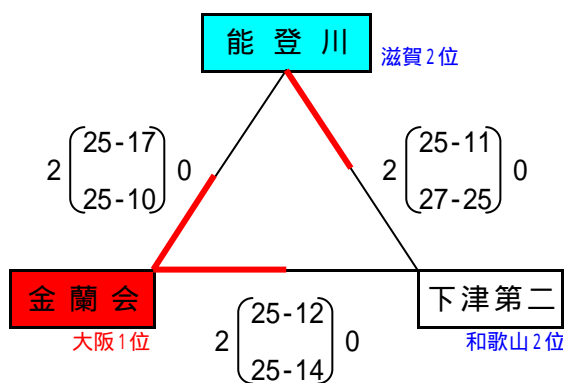 能登川
滋賀2位
2 25-17 0
25-10
2 25-11 0
27-25
金蘭会
大阪1位
下津第二
和歌山2位
2 25-12 0
25-14